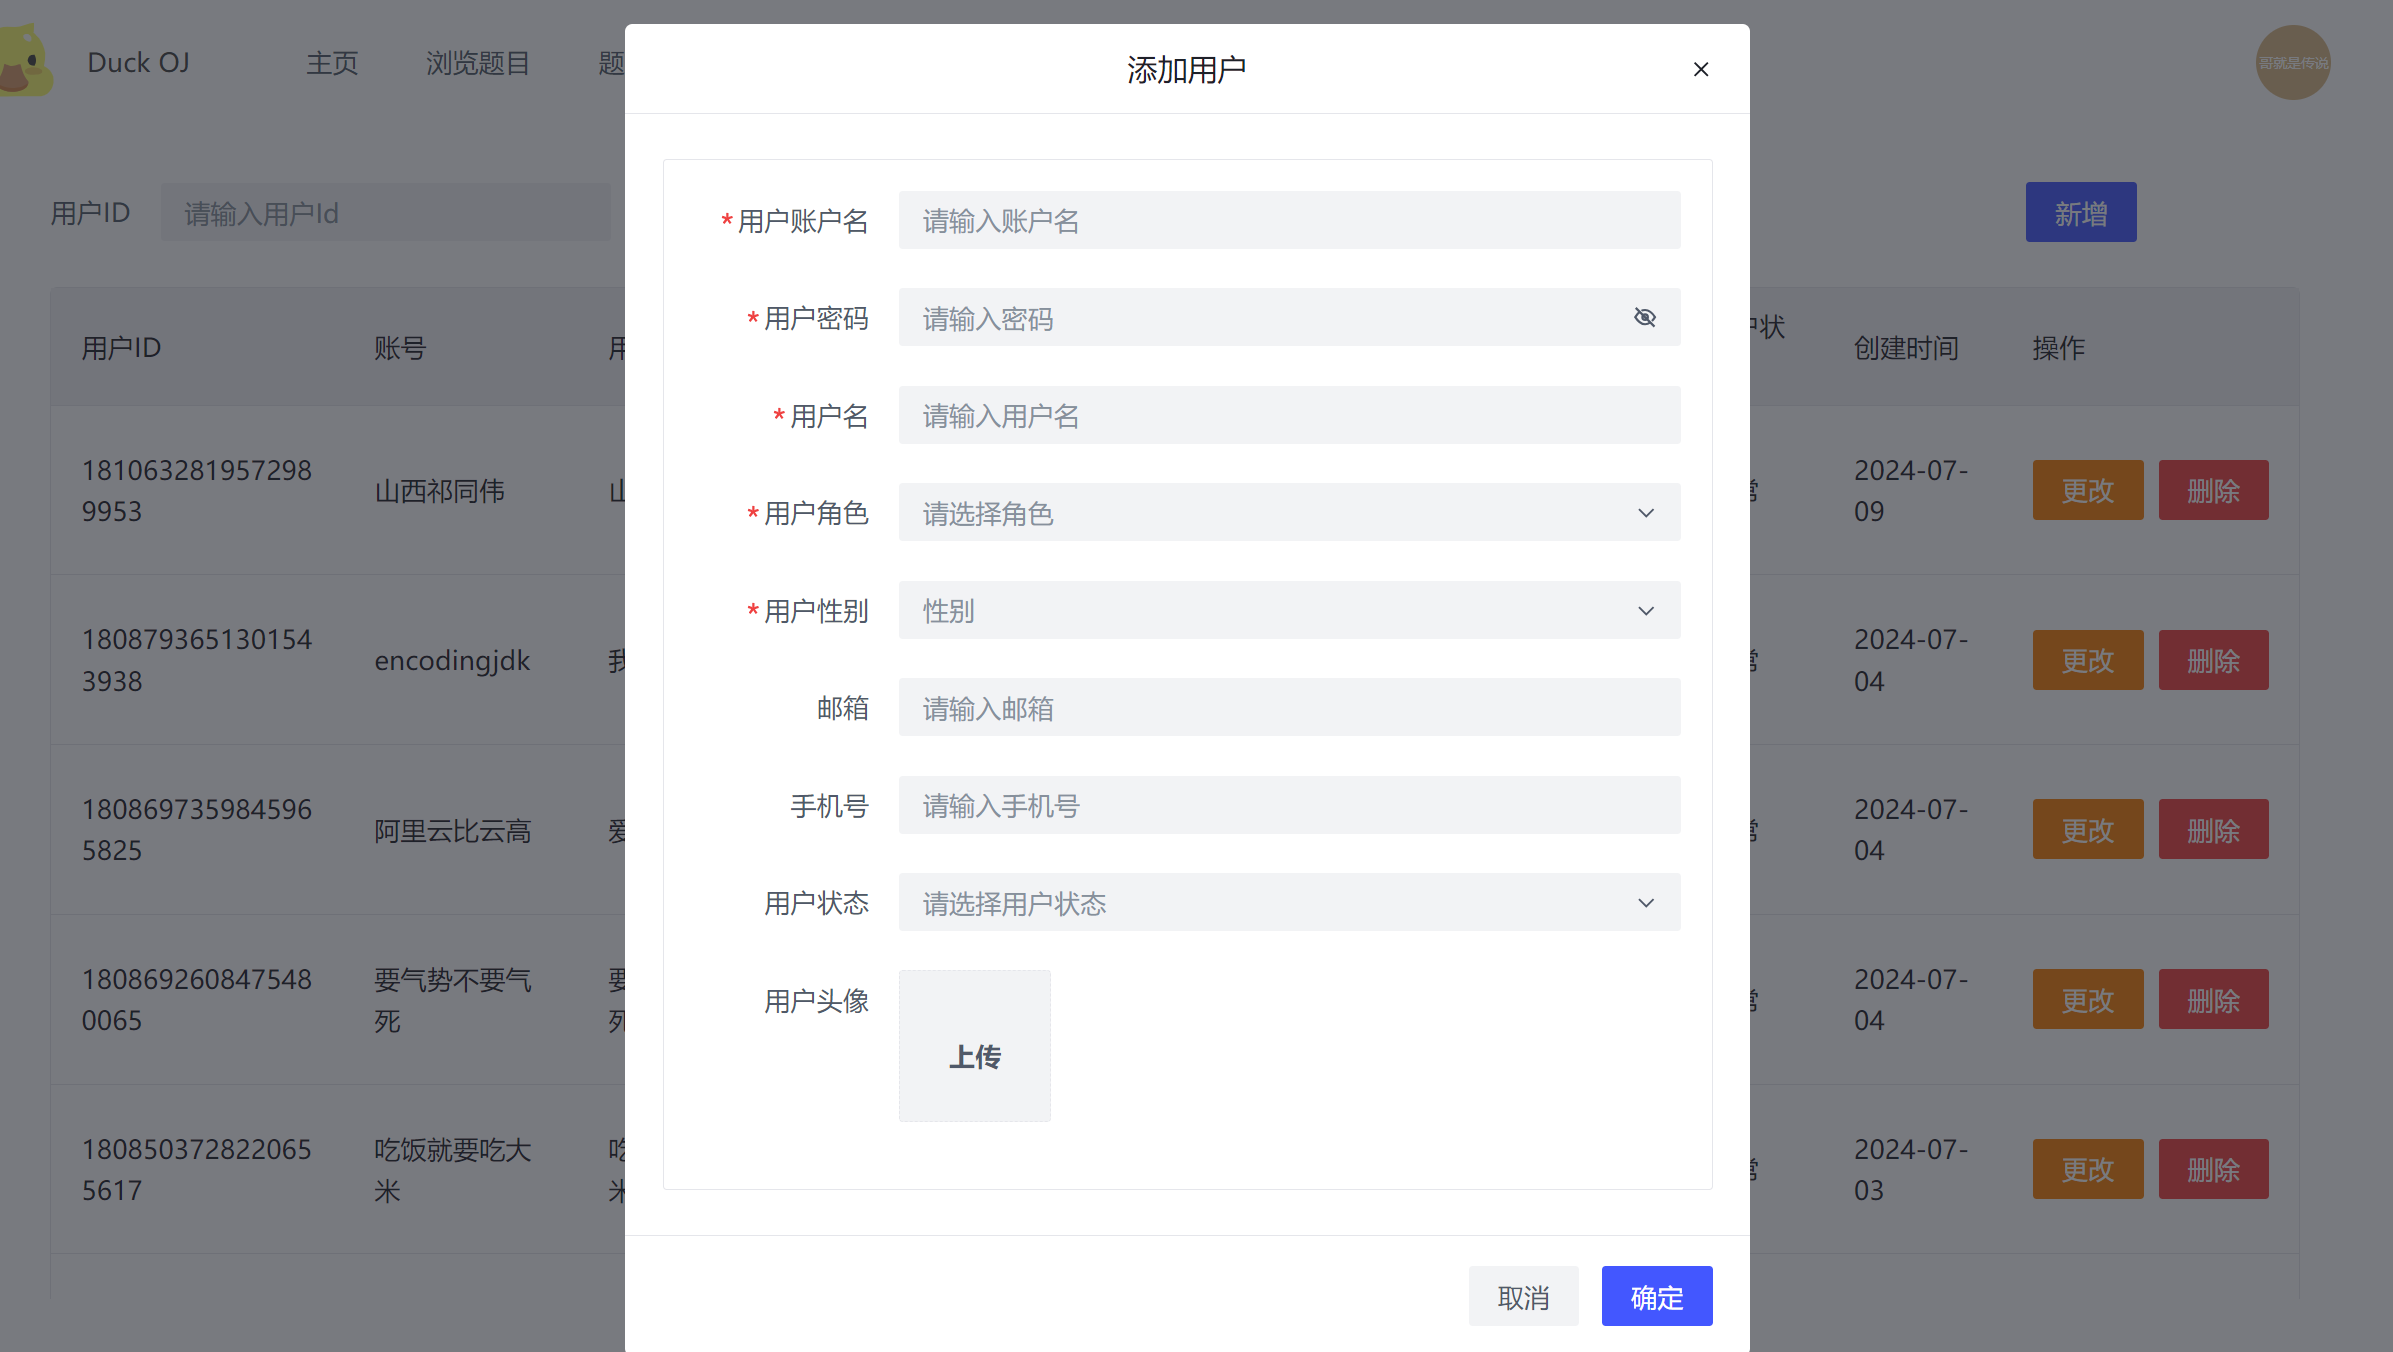 Duck OJ 主页 浏览题目 题
哥就是传说
添加用户
用户ID 请输入用户Id
新增
*用户账户名 请输入账户名
*用户密码 请输入密码
*用户名 请输入用户名
*用户角色 请选择角色
*用户性别 性别
邮箱 请输入邮箱
手机号 请输入手机号
用户状态 请选择用户状态
用户头像
上传
取消 确定
用户ID 账号 用 户状 创建时间 操作
181063281957298
9953
山西祁同伟
山
常
2024-07-
09
更改 删除
180879365130154
3938
encodingjdk
我
常
2024-07-
04
更改 删除
180869735984596
5825
阿里云比云高
爱
常
2024-07-
04
更改 删除
180869260847548
0065
要气势不要气
死
要
死
常
2024-07-
04
更改 删除
180850372822065
5617
吃饭就要吃大
米
吃
米
常
2024-07-
03
更改 删除